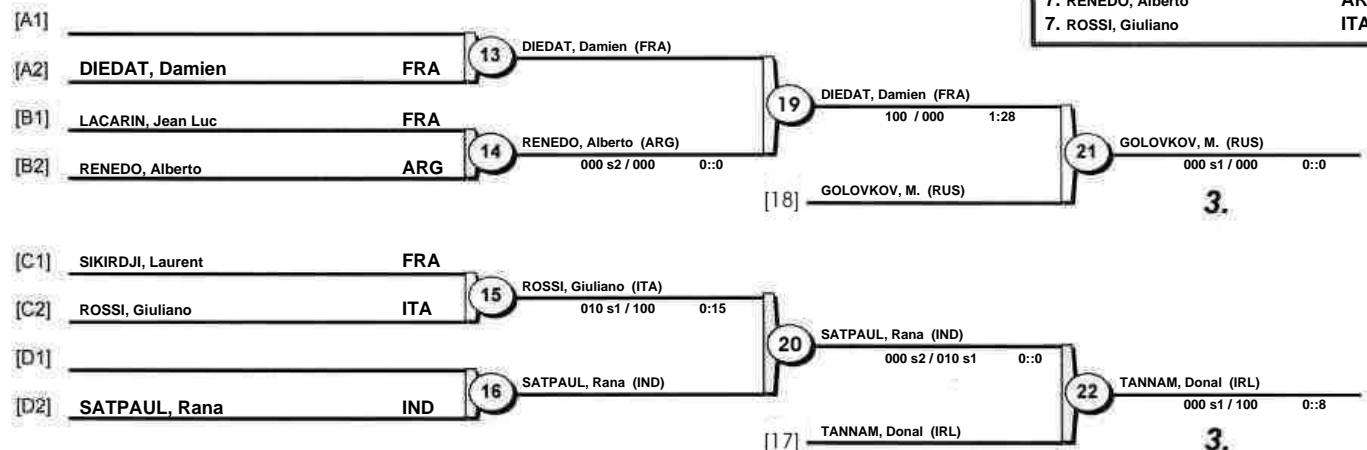 7. RENEDO, Alberto AR
7. ROSSI, Giuliano ITA
[A1]
[A2] DIEDAT, Damien FRA
13 DIEDAT, Damien (FRA)
[B1] LACARIN, Jean Luc FRA
[B2] RENEDO, Alberto ARG
14 RENEDO, Alberto (ARG)
000 s2 / 000 0::0
19 DIEDAT, Damien (FRA)
100 / 000 1:28
[18] GOLOVKOV, M. (RUS)
21 GOLOVKOV, M. (RUS)
000 s1 / 000 0::0
3.
[C1] SIKIRDJI, Laurent FRA
[C2] ROSSI, Giuliano ITA
15 ROSSI, Giuliano (ITA)
010 s1 / 100 0:15
[D1]
[D2] SATPAUL, Rana IND
16 SATPAUL, Rana (IND)
20 SATPAUL, Rana (IND)
000 s2 / 010 s1 0::0
[17] TANNAM, Donal (IRL)
22 TANNAM, Donal (IRL)
000 s1 / 100 0::8
3.